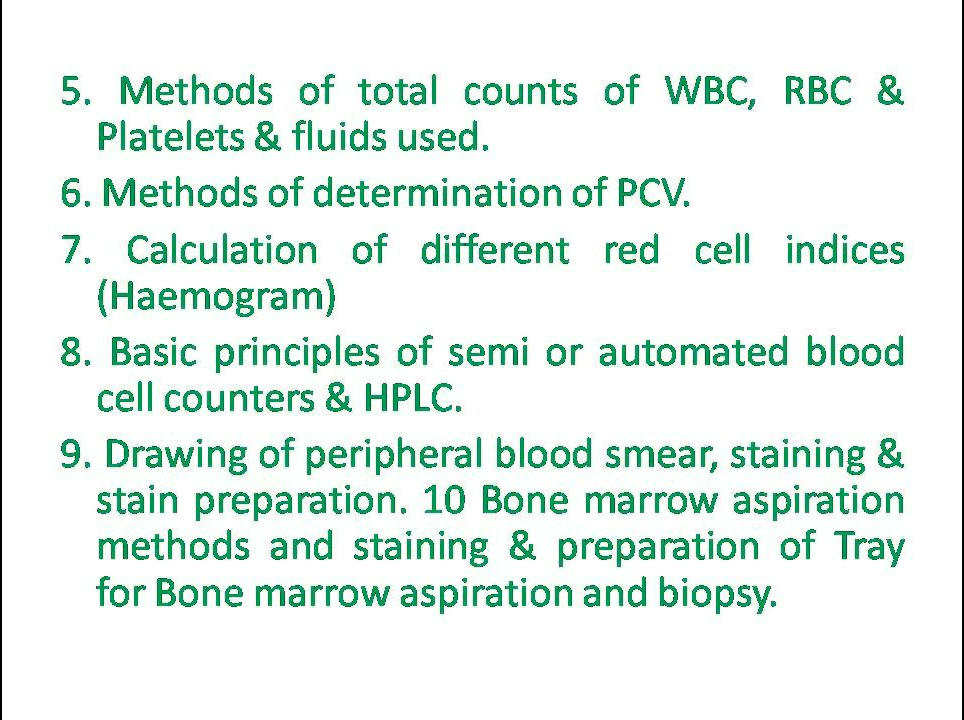 5. Methods of total counts of WBC, RBC &
Platelets & fluids used.
6. Methods of determination of PCV.
7. Calculation of different red cell indices
(Haemogram)
8. Basic principles of semi or automated blood
cell counters & HPLC.
9. Drawing of peripheral blood smear, staining &
stain preparation. 10 Bone marrow aspiration
methods and staining & preparation of Tray
for Bone marrow aspiration and biopsy.